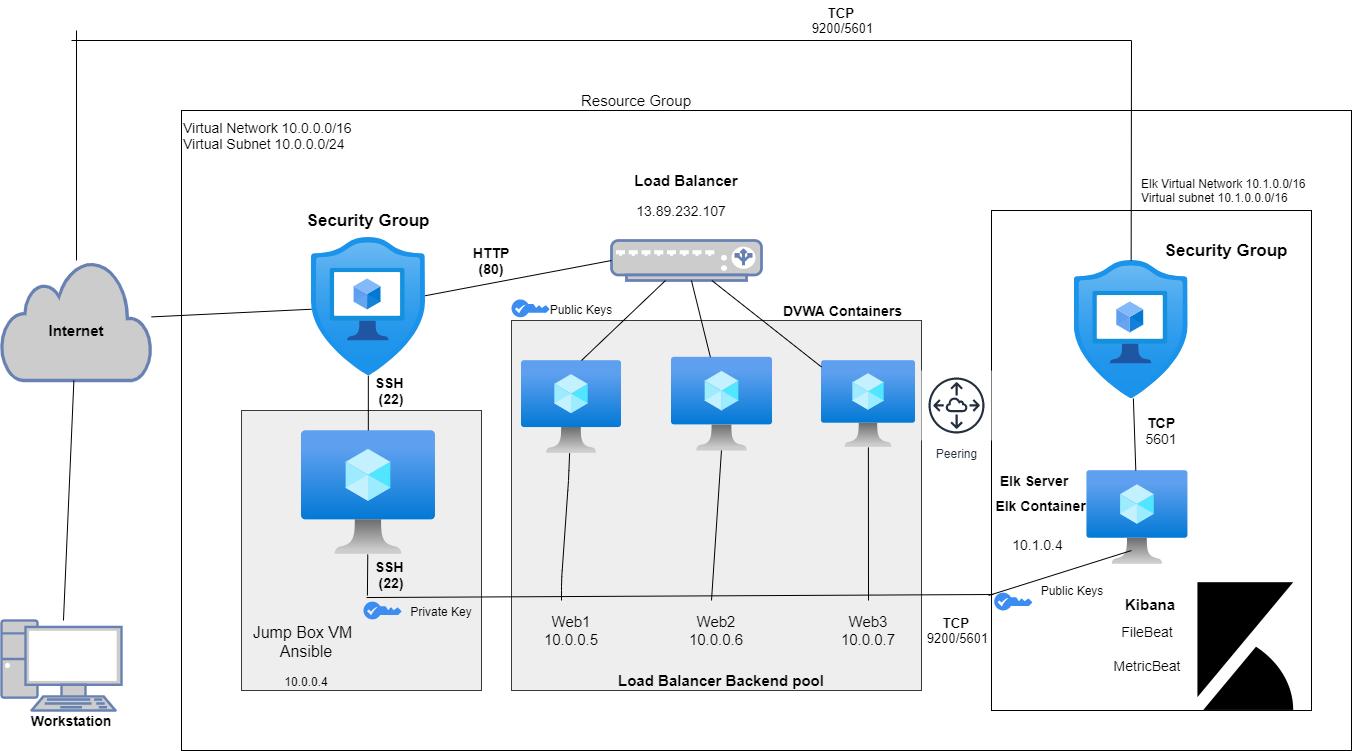 TCP
9200/5601
Resource Group
Virtual Network 10.0.0.0/16
Virtual Subnet 10.0.0.0/24
Load Balancer
13.89.232.107
Elk Virtual Network 10.1.0.0/16
Virtual subnet 10.1.0.0.0/16
Security Group
Security Group
HTTP
(80)
Internet
Public Keys
DVWA Containers
SSH
(22)
Peering
TCP
5601
Elk Server
Elk Container
10.1.0.4
SSH
(22)
Private Key
Public Keys
Jump Box VM
Ansible
10.0.0.4
Web1
10.0.0.5
Web2
10.0.0.6
Web3
10.0.0.7
TCP
9200/5601
Kibana
FileBeat
MetricBeat
Load Balancer Backend pool
Workstation